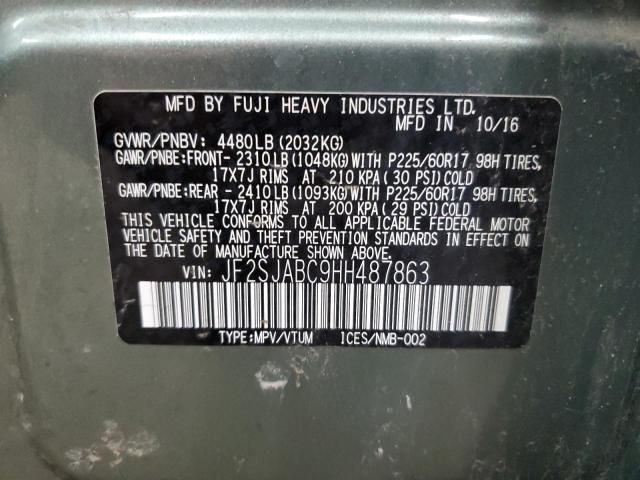 MFD BY FUJI HEAVY INDUSTRIES LTD.
MFD IN 10/16
GVWR/PNBV: 4480LB(2032KG)
GAWR/PNBE:FRONT- 2310LB(1048KG)WITH P225/60R17 98H TIRES,
17X7J RIMS AT 210 KPA(30 PSI)COLD
GAWR/PNBE:REAR - 2410LB(1093KG)WITH P225/60R17 98H TIRES,
17X7J RIMS AT 200 KPA(29 PSI)COLD
THIS VEHICLE CONFORMS TO ALL APPLICABLE FEDERAL MOTOR
VEHICLE SAFETY AND THEFT PREVENTION STANDARDS IN EFFECT ON
THE DATE OF MANUFACTURE SHOWN ABOVE.
VIN: JF2SJABC9HH487863
TYPE:MPV/VTUM ICES/NMB-002